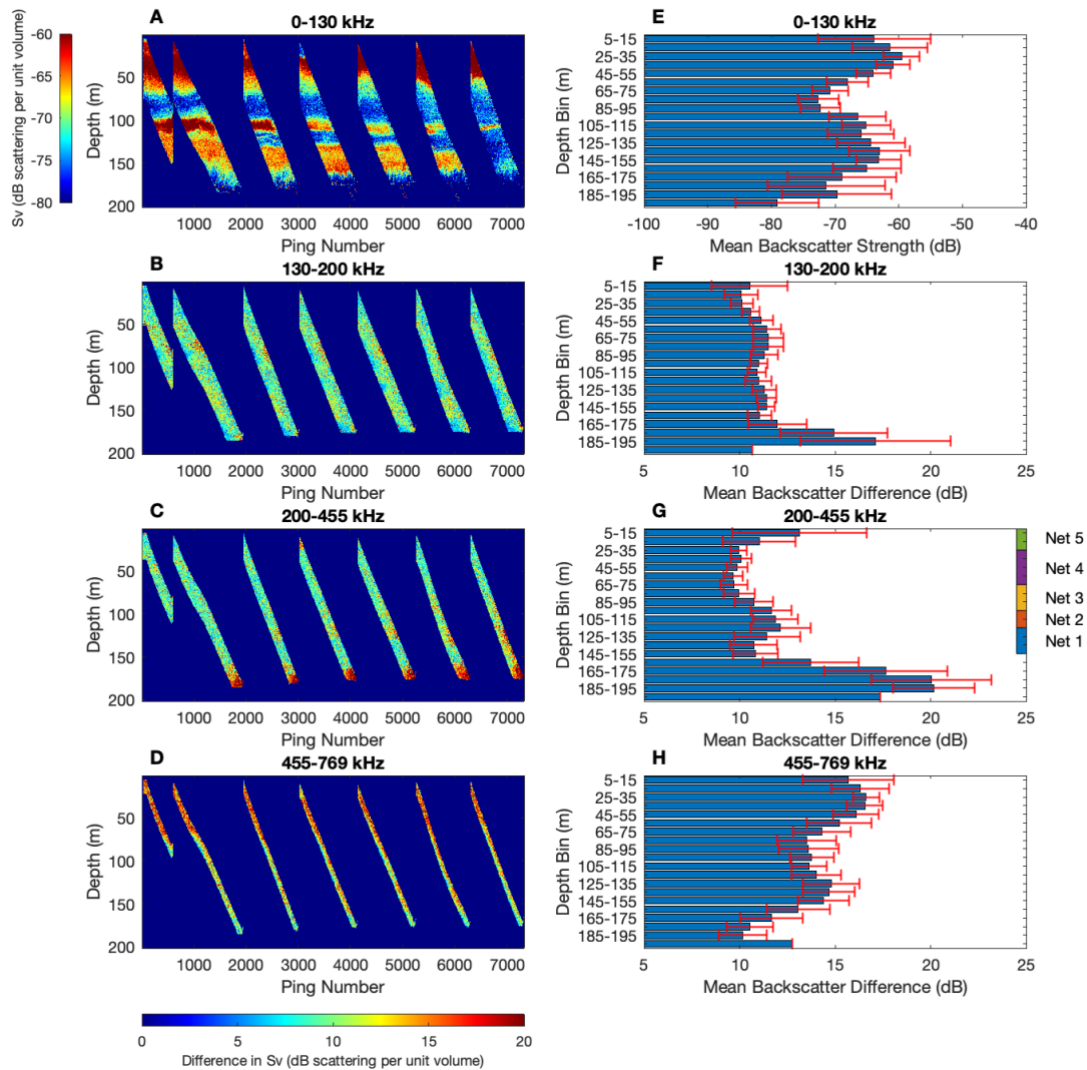 A
0-130 kHz
Sv (dB scattering per unit volume)
-60
-65
-70
-75
-80
Depth (m)
50
100
150
200
1000 2000 3000 4000 5000 6000 7000
Ping Number
E
0-130 kHz
Depth Bin (m)
5-15
25-35
45-55
65-75
85-95
105-115
125-135
145-155
165-175
185-195
-100 -90 -80 -70 -60 -50 -40
Mean Backscatter Strength (dB)
B
130-200 kHz
Depth (m)
50
100
150
200
1000 2000 3000 4000 5000 6000 7000
Ping Number
F
130-200 kHz
Depth Bin (m)
5-15
25-35
45-55
65-75
85-95
105-115
125-135
145-155
165-175
185-195
5 10 15 20 25
Mean Backscatter Difference (dB)
C
200-455 kHz
Depth (m)
50
100
150
200
1000 2000 3000 4000 5000 6000 7000
Ping Number
G
200-455 kHz
Depth Bin (m)
5-15
25-35
45-55
65-75
85-95
105-115
125-135
145-155
165-175
185-195
5 10 15 20 25
Mean Backscatter Difference (dB)
Net 5
Net 4
Net 3
Net 2
Net 1
D
455-769 kHz
Depth (m)
50
100
150
200
1000 2000 3000 4000 5000 6000 7000
Ping Number
H
455-769 kHz
Depth Bin (m)
5-15
25-35
45-55
65-75
85-95
105-115
125-135
145-155
165-175
185-195
5 10 15 20 25
Mean Backscatter Difference (dB)
0 5 10 15 20
Difference in Sv (dB scattering per unit volume)